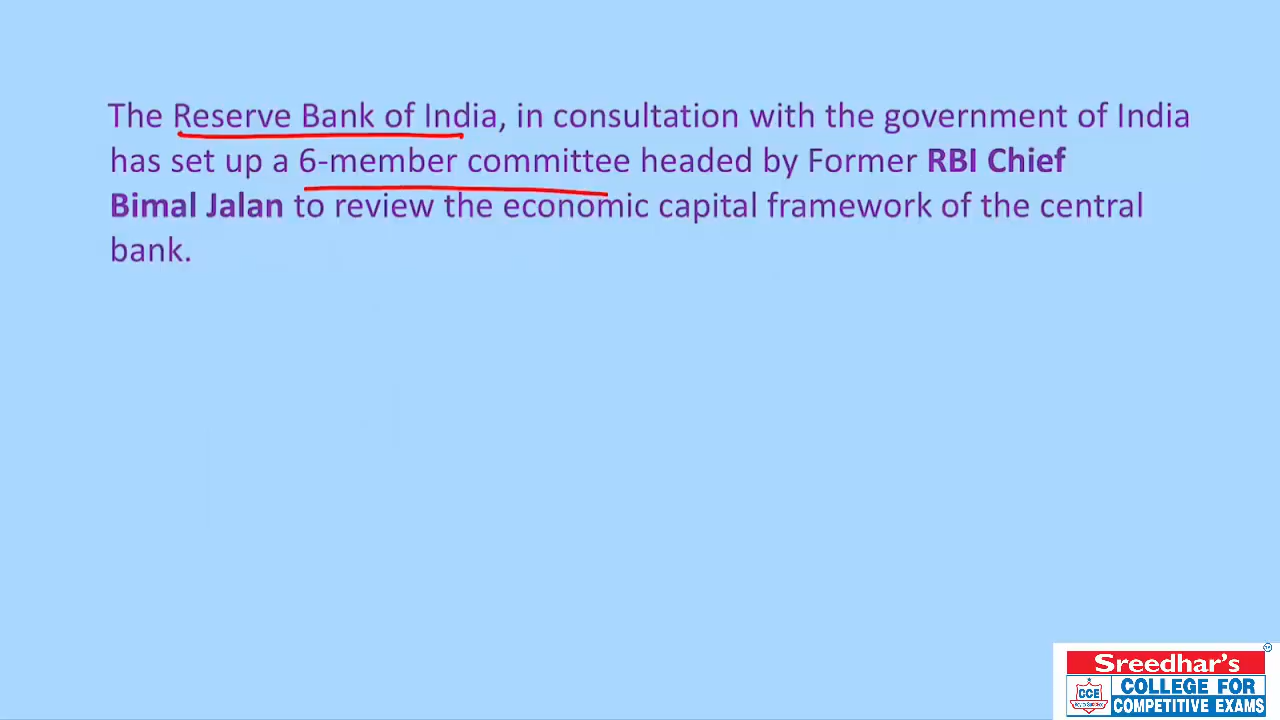 The Reserve Bank of India, in consultation with the government of India
has set up a 6-member committee headed by Former RBI Chief
Bimal Jalan to review the economic capital framework of the central
bank.
Sreedhar's
CCE
COLLEGE FOR
COMPETITIVE EXAMS